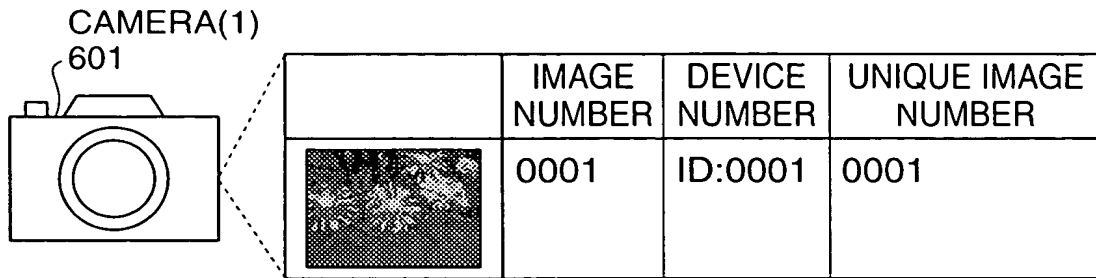 CAMERA(1)
601
IMAGE NUMBER
DEVICE NUMBER
UNIQUE IMAGE NUMBER
0001
ID:0001
0001